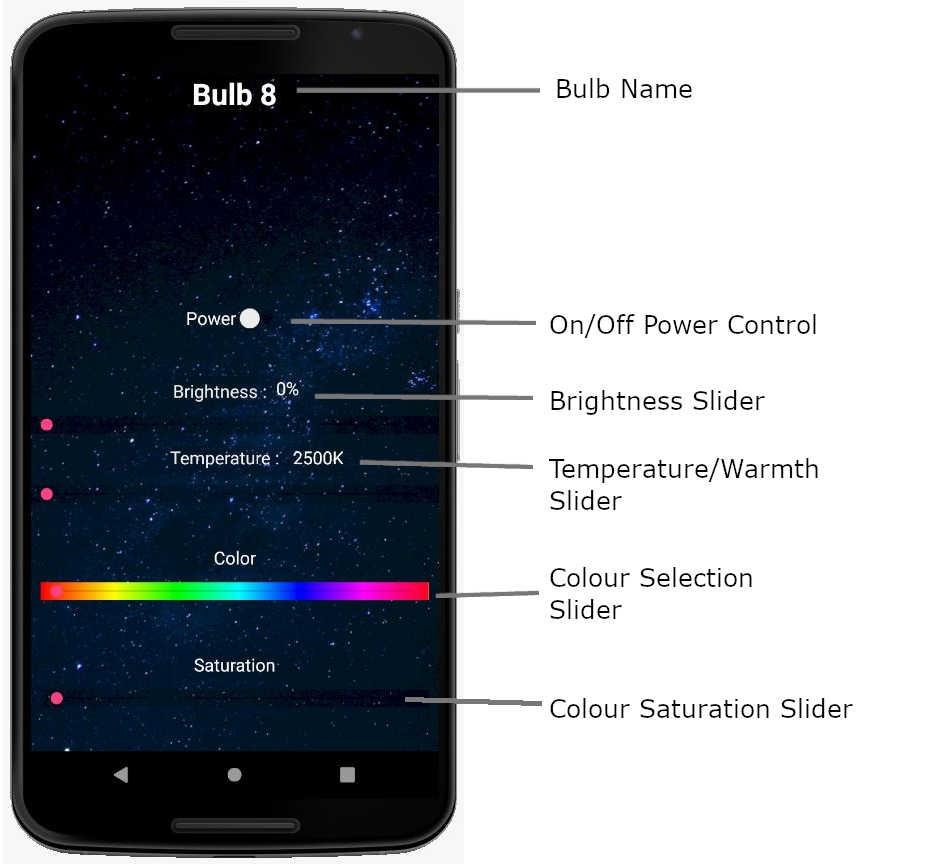 Bulb 8
Bulb Name
Power
On/Off Power Control
Brightness : 0%
Brightness Slider
Temperature : 2500K
Temperature/Warmth
Slider
Color
Colour Selection
Slider
Saturation
Colour Saturation Slider